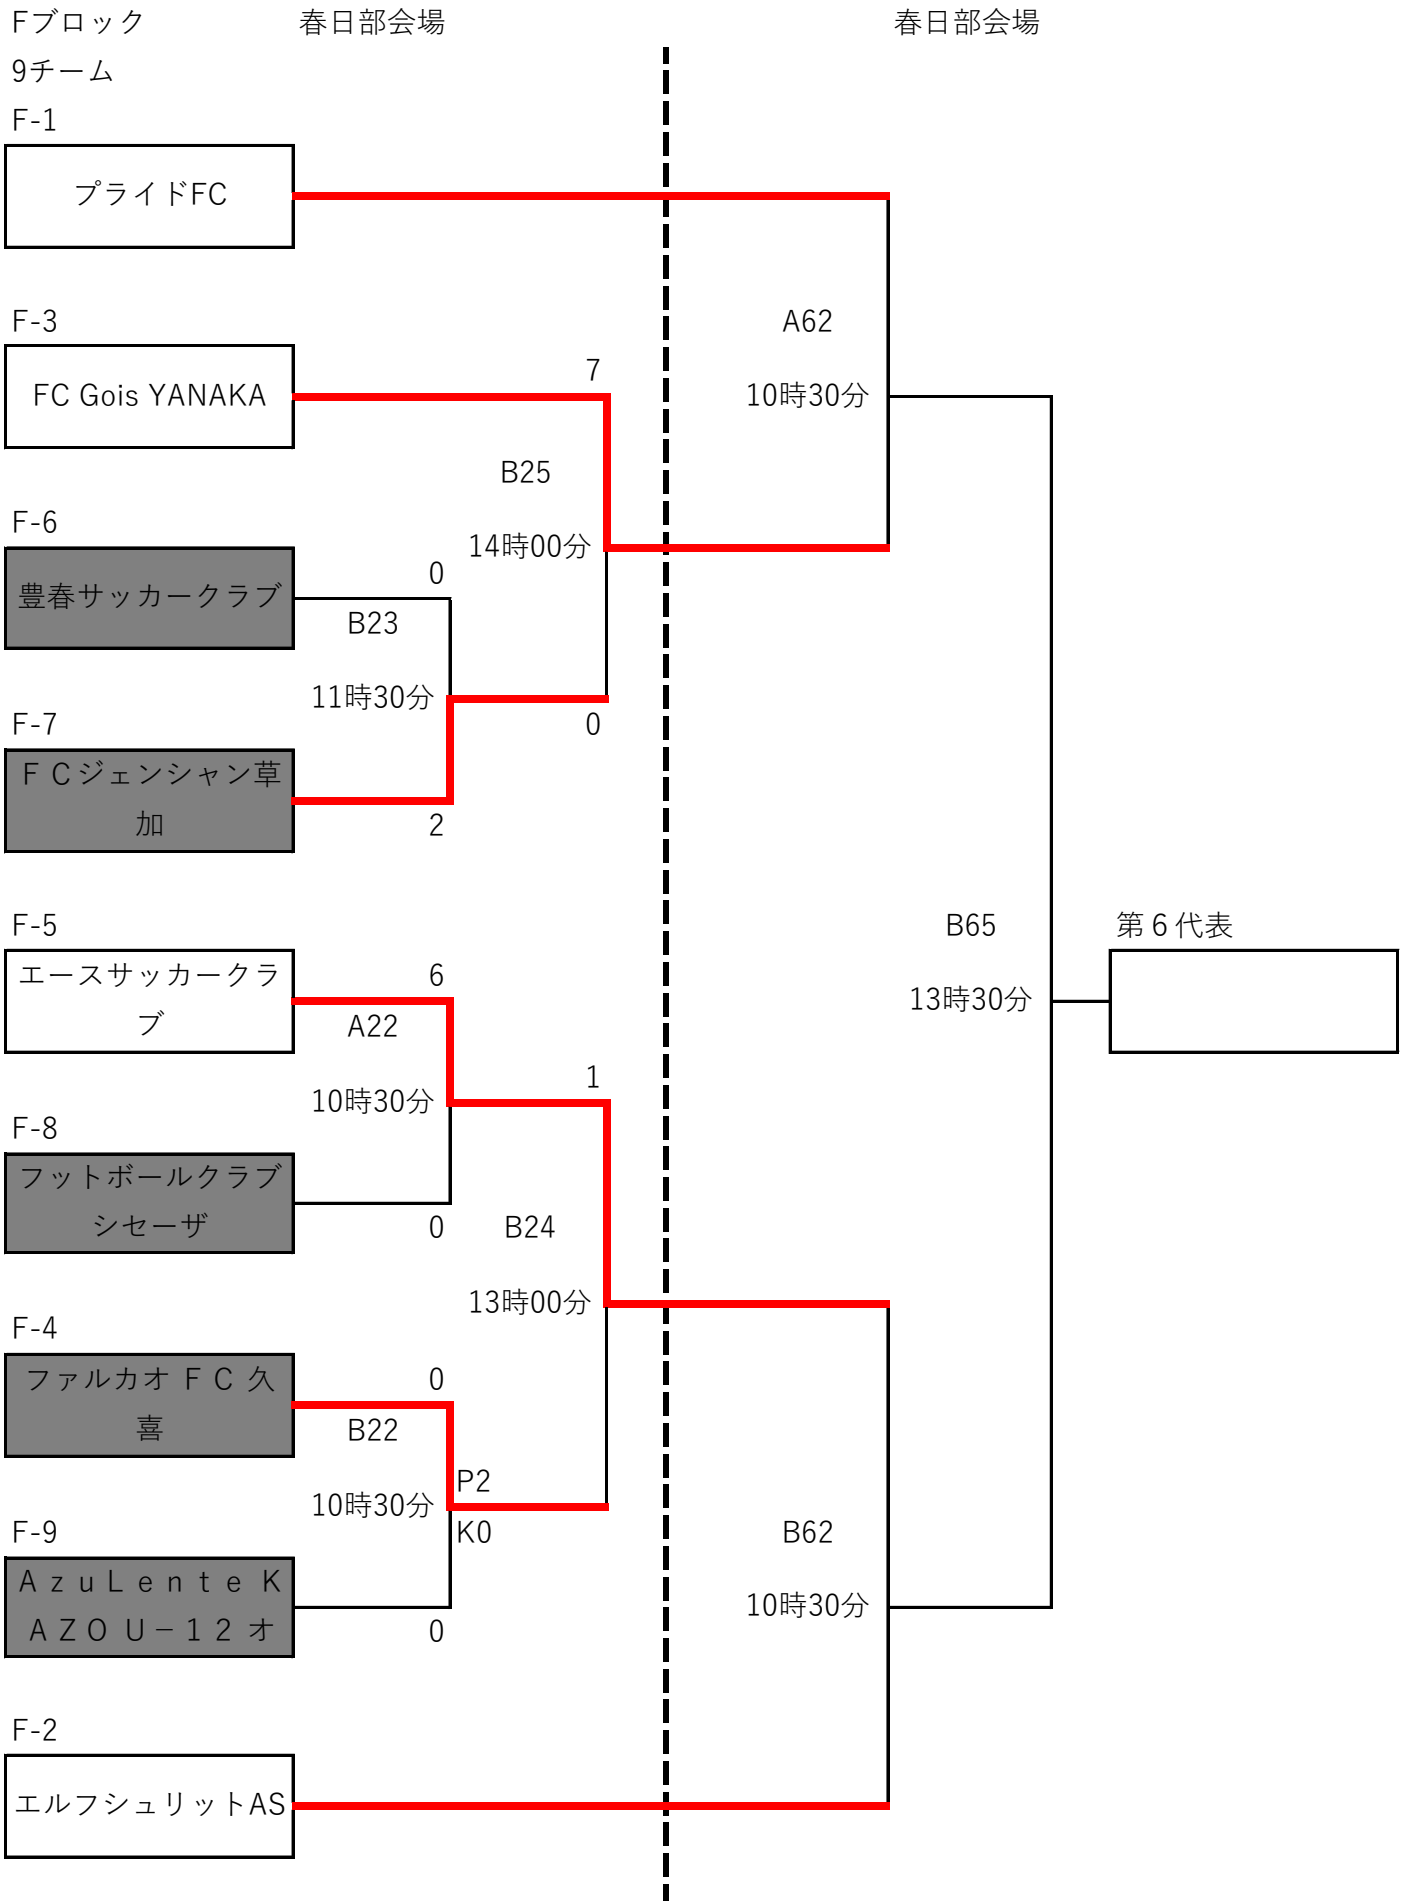 Fブロック
春日部会場
春日部会場
9チーム
F-1
プライドFC
F-3
FC Gois YANAKA
7
A62
10時30分
B25
14時00分
F-6
豊春サッカークラブ
0
B23
11時30分
0
F-7
ＦＣジェンシャン草
加
2
F-5
エースサッカークラ
ブ
6
A22
10時30分
1
B65
13時30分
第６代表
F-8
フットボールクラブ
シセーザ
0
B24
13時00分
F-4
ファルカオＦＣ久
喜
0
B22
10時30分
P2
K0
F-9
ＡｚｕＬｅｎｔｅＫ
ＡＺＯＵ－１２オ
0
B62
10時30分
F-2
エルフシュリットAS